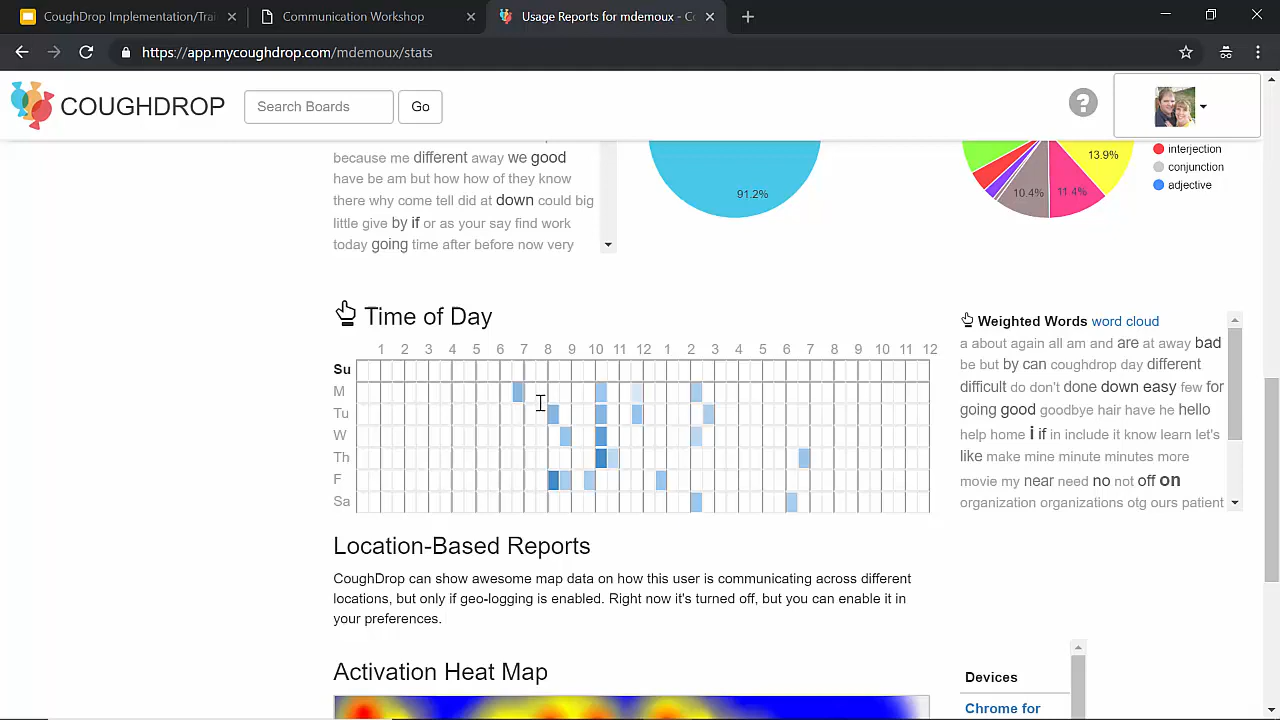 CoughDrop Implementation/Trai
Communication Workshop
Usage Reports for mdemoux - Co
https://app.mycoughdrop.com/mdemoux/stats
COUGHDROP
Search Boards
Go
?
because me different away we good
have be am but how how of they know
there why come tell did at down could big
little give by if or as your say find work
today going time after before now very
91.2%
13.9%
11.4%
10.4%
interjection
conjunction
adjective
Time of Day
1 2 3 4 5 6 7 8 9 10 11 12 1 2 3 4 5 6 7 8 9 10 11 12
Su
M
Tu
W
Th
F
Sa
Weighted Words word cloud
a about again all am and are at away bad
be but by can coughdrop day different
difficult do don't done down easy few for
going good goodbye hair have he hello
help home i if in include it know learn let's
like make mine minute minutes more
movie my near need no not off on
organization organizations otg ours patient
Location-Based Reports
CoughDrop can show awesome map data on how this user is communicating across different
locations, but only if geo-logging is enabled. Right now it's turned off, but you can enable it in
your preferences.
Activation Heat Map
Devices
Chrome for